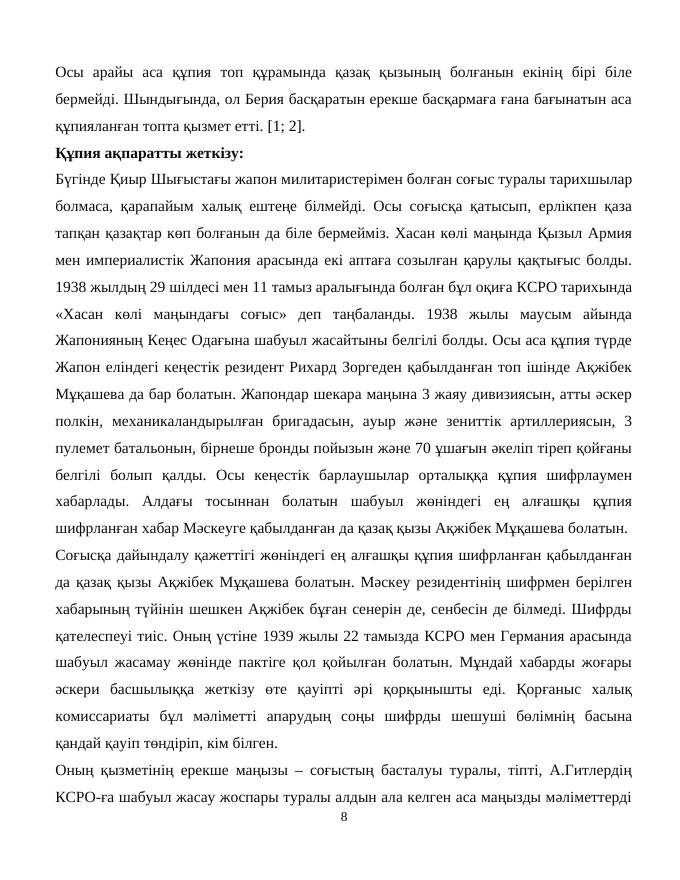 Осы арайы аса құпия топ құрамында қазақ қызының болғанын екінің бірі біле
бермейді. Шындығында, ол Берия басқаратын ерекше басқармаға ғана бағынатын аса
құпияланған топта қызмет етті. [1; 2].
Құпия ақпаратты жеткізу:
Бүгінде Қиыр Шығыстағы жапон милитаристерімен болған соғыс туралы тарихшылар
болмаса, қарапайым халық ештеңе білмейді. Осы соғысқа қатысып, ерлікпен қаза
тапқан қазақтар көп болғанын да біле бермейміз. Хасан көлі маңында Қызыл Армия
мен империалистік Жапония арасында екі аптаға созылған қарулы қақтығыс болды.
1938 жылдың 29 шілдесі мен 11 тамыз аралығында болған бұл оқиға КСРО тарихында
«Хасан көлі маңындағы соғыс» деп таңбаланды. 1938 жылы маусым айында
Жапонияның Кеңес Одағына шабуыл жасайтыны белгілі болды. Осы аса құпия түрде
Жапон еліндегі кеңестік резидент Рихард Зоргеден қабылданған топ ішінде Ақжібек
Мұқашева да бар болатын. Жапондар шекара маңына 3 жаяу дивизиясын, атты әскер
полкін, механикаландырылған бригадасын, ауыр және зениттік артиллериясын, 3
пулемет батальонын, бірнеше бронды пойызын және 70 ұшағын әкеліп тіреп қойғаны
белгілі болып қалды. Осы кеңестік барлаушылар орталыққа құпия шифрлаумен
хабарлады. Алдағы тосыннан болатын шабуыл жөніндегі ең алғашқы құпия
шифрланған хабар Мәскеуге қабылданған да қазақ қызы Ақжібек Мұқашева болатын.
Соғысқа дайындалу қажеттігі жөніндегі ең алғашқы құпия шифрланған қабылданған
да қазақ қызы Ақжібек Мұқашева болатын. Мәскеу резидентінің шифрмен берілген
хабарының түйінін шешкен Ақжібек бұған сенерін де, сенбесін де білмеді. Шифрды
қателеспеуі тиіс. Оның үстіне 1939 жылы 22 тамызда КСРО мен Германия арасында
шабуыл жасамау жөнінде пактіге қол қойылған болатын. Мұндай хабарды жоғары
әскери басшылыққа жеткізу өте қауіпті әрі қорқынышты еді. Қорғаныс халық
комиссариаты бұл мәліметті апарудың соңы шифрды шешуші бөлімнің басына
қандай қауіп төндіріп, кім білген.
Оның қызметінің ерекше маңызы – соғыстың басталуы туралы, тіпті, А.Гитлердің
КСРО-ға шабуыл жасау жоспары туралы алдын ала келген аса маңызды мәліметтерді
8